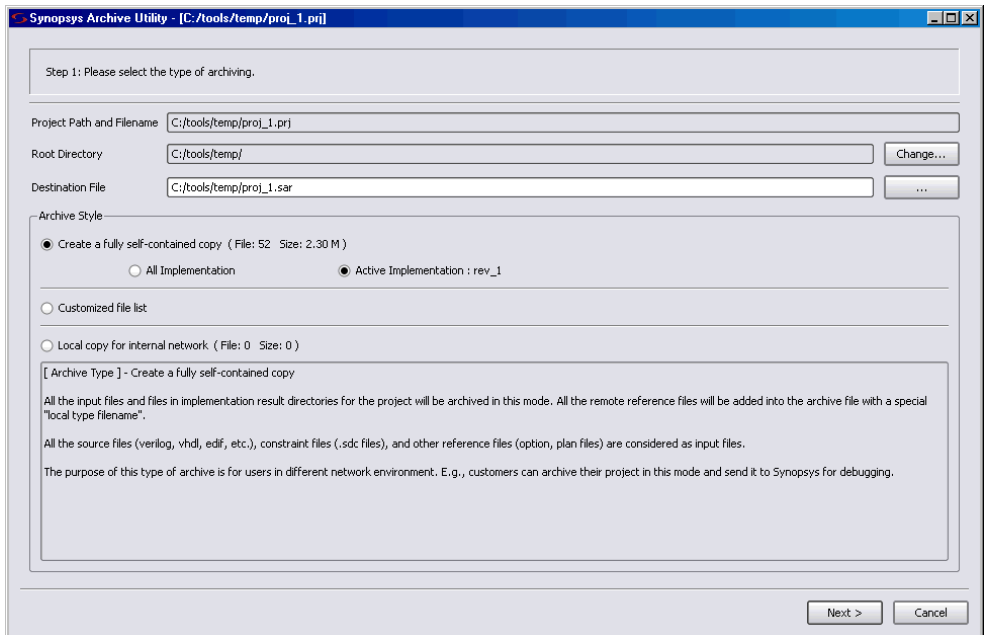 Synopsys Archive Utility - [C:/tools/temp/proj_1.prj]
Step 1: Please select the type of archiving.
Project Path and Filename C:/tools/temp/proj_1.prj
Root Directory C:/tools/temp/ Change...
Destination File C:/tools/temp/proj_1.sar ...
Archive Style
Create a fully self-contained copy ( File: 52 Size: 2.30 M )
All Implementation Active Implementation : rev_1
Customized file list
Local copy for internal network ( File: 0 Size: 0 )
[ Archive Type ] - Create a fully self-contained copy
All the input files and files in implementation result directories for the project will be archived in this mode. All the remote reference files will be added into the archive file with a special
"local type filename".
All the source files (verilog, vhdl, edif, etc.), constraint files (.sdc files), and other reference files (option, plan files) are considered as input files.
The purpose of this type of archive is for users in different network environment. E.g., customers can archive their project in this mode and send it to Synopsys for debugging.
Next > Cancel